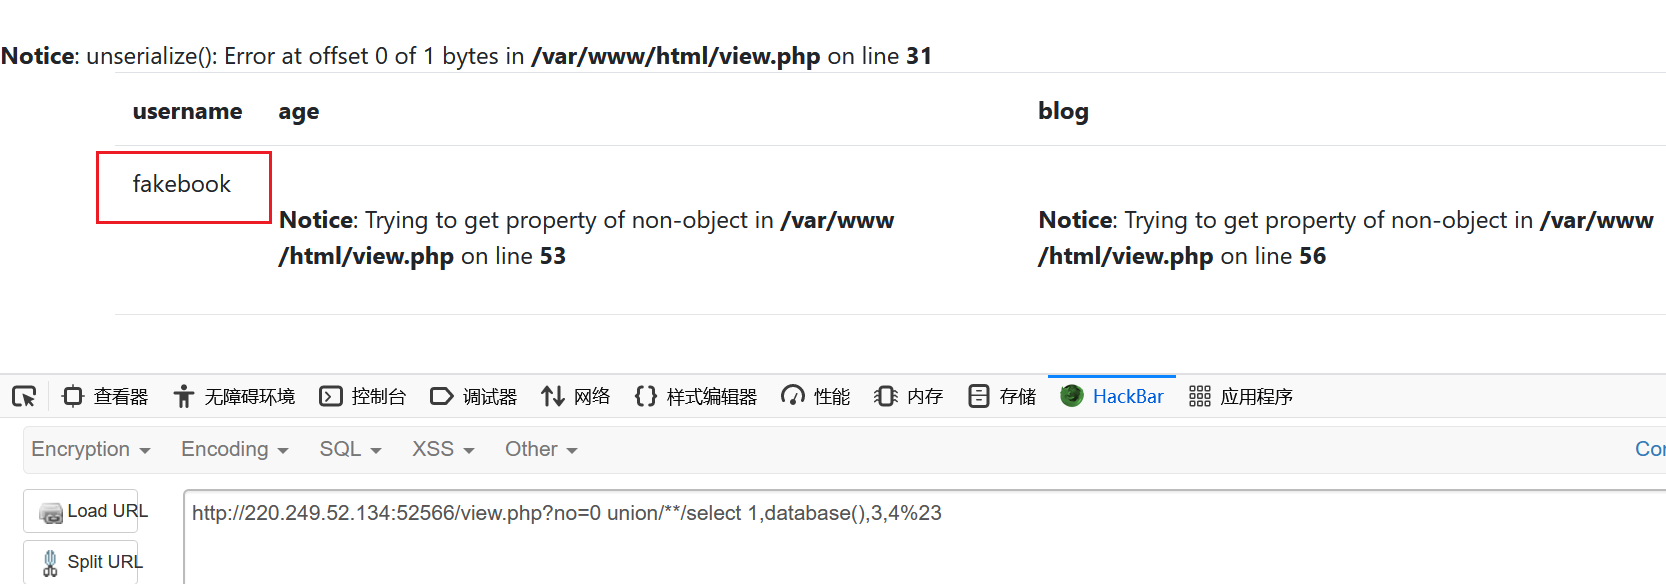 Notice: unserialize(): Error at offset 0 of 1 bytes in /var/www/html/view.php on line 31
username age blog
fakebook
Notice: Trying to get property of non-object in /var/www
/html/view.php on line 53
Notice: Trying to get property of non-object in /var/www
/html/view.php on line 56
查看器 无障碍环境 控制台 调试器 网络 样式编辑器 性能 内存 存储 HackBar 应用程序
Encryption Encoding SQL XSS Other Con
Load URL
http://220.249.52.134:52566/view.php?no=0 union/**/select 1,database(),3,4%23
Split URL